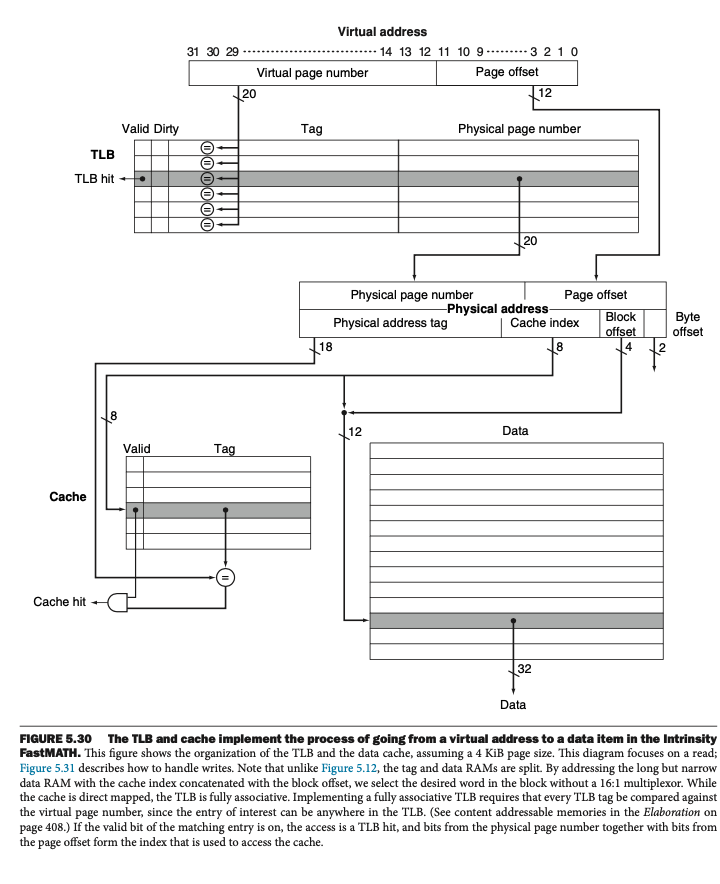 Virtual address
31 30 29 ································ 14 13 12 11 10 9 ········· 3 2 1 0
Virtual page number Page offset
20 12
Valid Dirty Tag Physical page number
TLB
=
=
TLB hit =
=
=
=
20
Physical page number Page offset
Physical address
Physical address tag Cache index Block offset Byte offset
18 8 4 2
8
12 Data
Valid Tag
Cache
=
Cache hit
32
Data
FIGURE 5.30 The TLB and cache implement the process of going from a virtual address to a data item in the Intrinsity
FastMATH. This figure shows the organization of the TLB and the data cache, assuming a 4 KiB page size. This diagram focuses on a read;
Figure 5.31 describes how to handle writes. Note that unlike Figure 5.12, the tag and data RAMs are split. By addressing the long but narrow
data RAM with the cache index concatenated with the block offset, we select the desired word in the block without a 16:1 multiplexor. While
the cache is direct mapped, the TLB is fully associative. Implementing a fully associative TLB requires that every TLB tag be compared against
the virtual page number, since the entry of interest can be anywhere in the TLB. (See content addressable memories in the Elaboration on
page 408.) If the valid bit of the matching entry is on, the access is a TLB hit, and bits from the physical page number together with bits from
the page offset form the index that is used to access the cache.